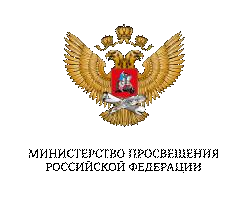 МИНИСТЕРСТВО ПРОСВЕЩЕНИЯ
РОССИЙСКОЙ ФЕДЕРАЦИИ